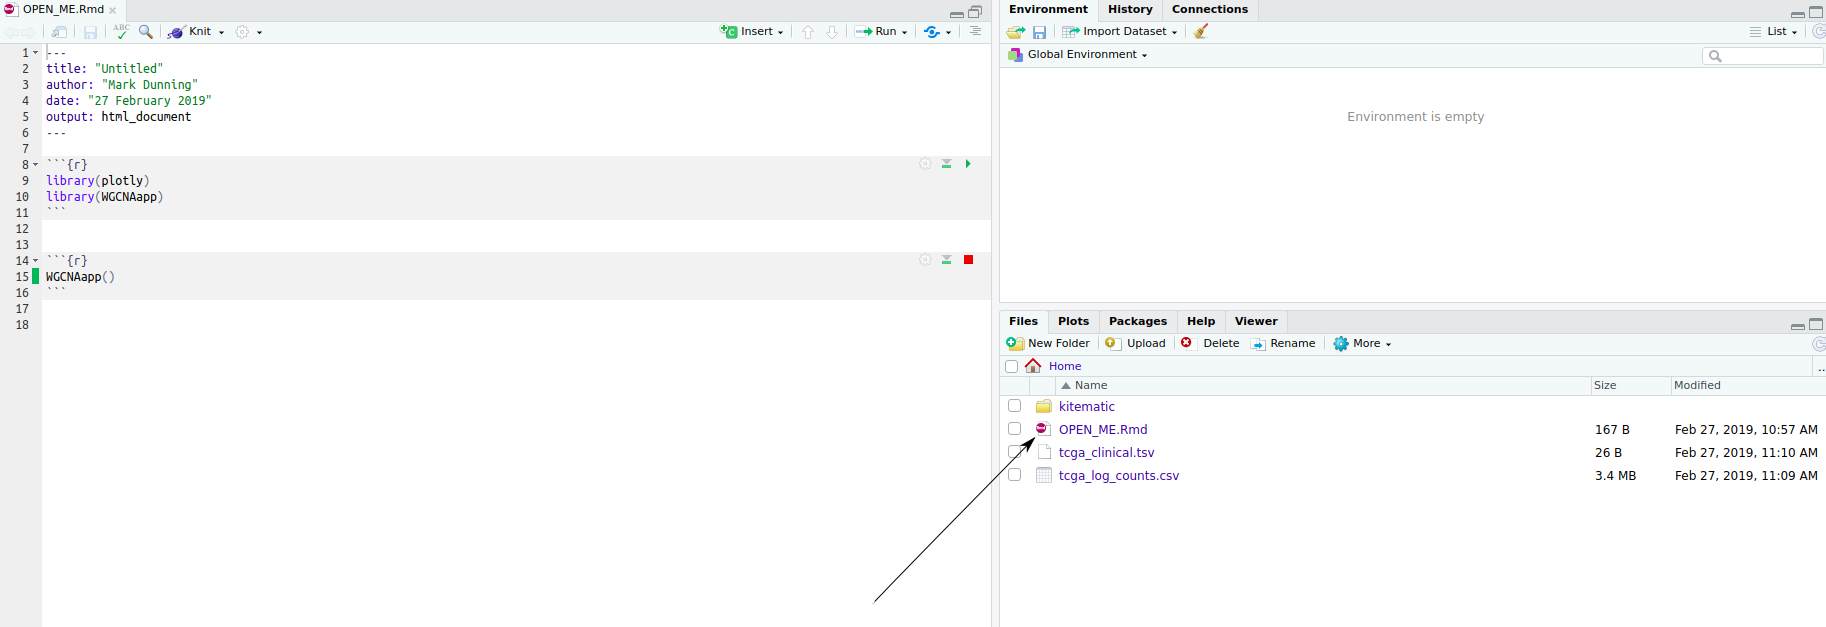 OPEN_ME.Rmd
ABC
Knit
Insert
Run
1 ---
2 title: "Untitled"
3 author: "Mark Dunning"
4 date: "27 February 2019"
5 output: html_document
6 ---
7
8 ```{r}
9 library(plotly)
10 library(WGCNAapp)
11 ```
12
13
14 ```{r}
15 WGCNAapp()
16 ```
17
18
Environment History Connections
Import Dataset List
Global Environment
Environment is empty
Files Plots Packages Help Viewer
New Folder Upload Delete Rename More
Home ..
Name Size Modified
kitematic
OPEN_ME.Rmd 167 B Feb 27, 2019, 10:57 AM
tcga_clinical.tsv 26 B Feb 27, 2019, 11:10 AM
tcga_log_counts.csv 3.4 MB Feb 27, 2019, 11:09 AM